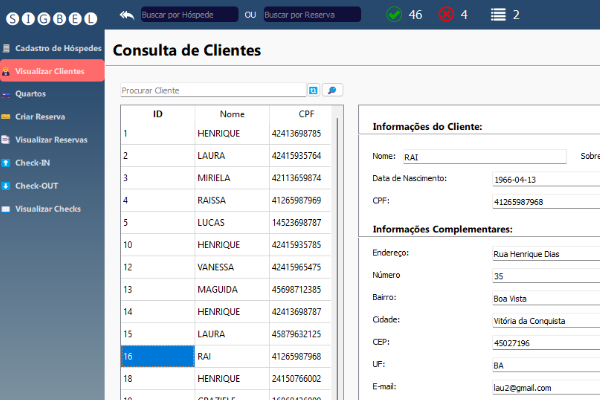 SIGBEL
Buscar por Hóspede OU Buscar por Reserva 46 4 2
Cadastro de Hóspedes
Visualizar Clientes
Quartos
Criar Reserva
Visualizar Reservas
Check-IN
Check-OUT
Visualizar Checks
Consulta de Clientes
Procurar Cliente
ID Nome CPF
1 HENRIQUE 42413698785
2 LAURA 42415935764
3 MIRIELA 42113659874
4 RAISSA 41265987969
5 LUCAS 14523698787
10 HENRIQUE 42415935785
12 VANESSA 42415965475
13 MAGUIDA 45698712385
14 HENRIQUE 42413698787
15 LAURA 45879632125
16 RAI 41265987968
18 HENRIQUE 24150766002
Informações do Cliente:
Nome: RAI Sobre
Data de Nascimento: 1966-04-13
CPF: 41265987968
Informações Complementares:
Endereço: Rua Henrique Dias
Número 35
Bairro: Boa Vista
Cidade: Vitória da Conquista
CEP: 45027196
UF: BA
E-mail: lau2@gmail.com